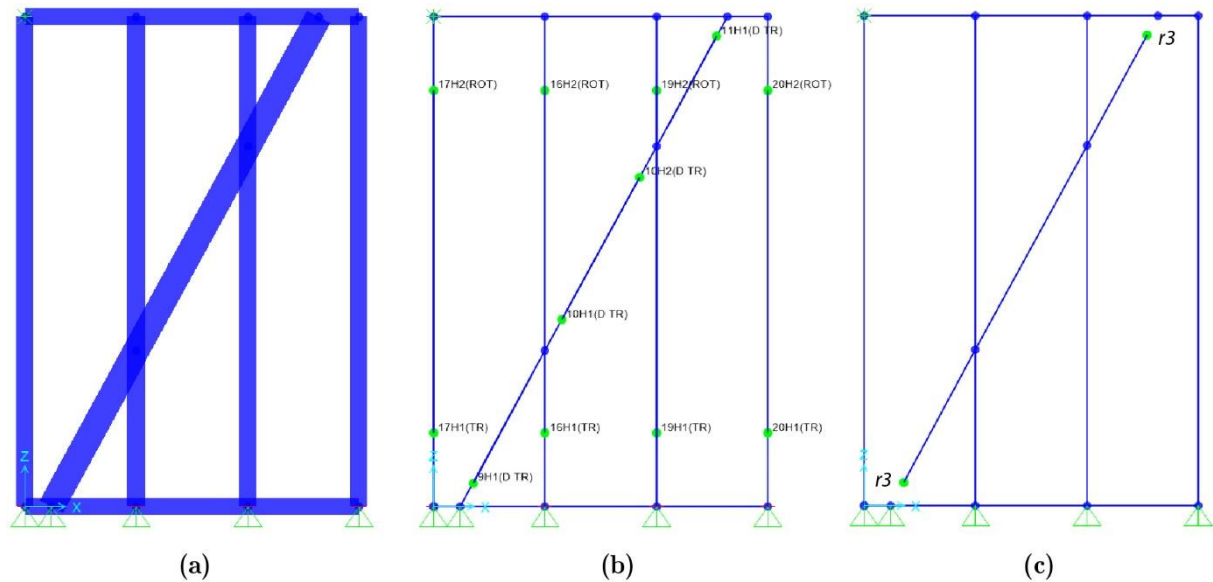 11H1(D TR)
r3
17H2(ROT)
16H2(ROT)
19H2(ROT)
20H2(ROT)
10H2(D TR)
10H1(D TR)
17H1(TR)
16H1(TR)
19H1(TR)
20H1(TR)
9H1(D TR)
r3
Z
X
Z
X
Z
X
(a)
(b)
(c)